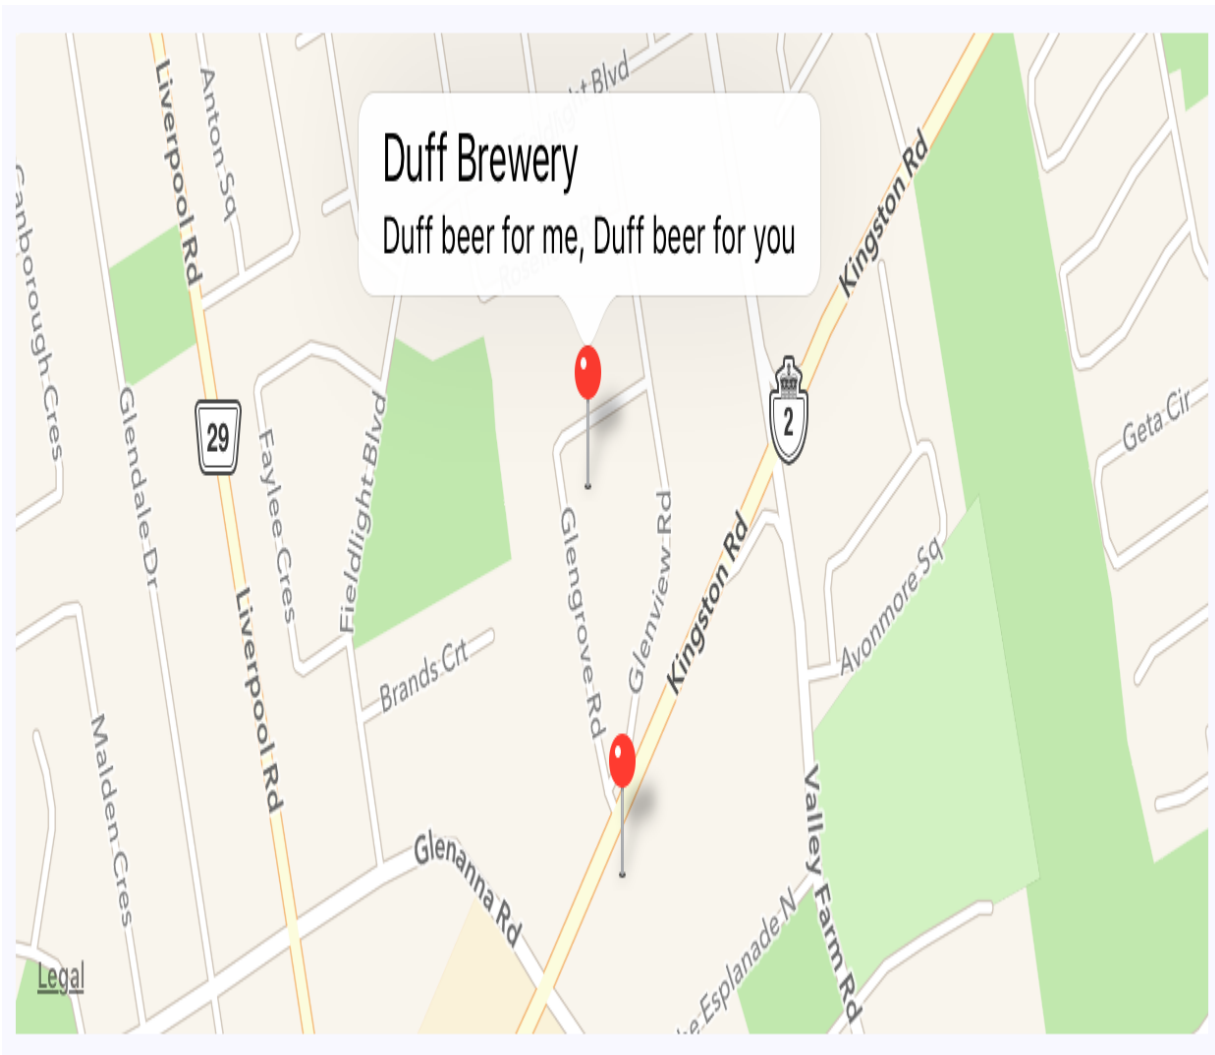 Liverpool Rd
Anton Sq
Blvd
Kingston Rd
Duff Brewery
Duff beer for me, Duff beer for you
Canborough Cres
Glendale Dr
29
Faylee Cres
Fieldlight Blvd
2
Geta Cir
Glengrove Rd
Glenview Rd
Kingston Rd
Avonmore Sq
Liverpool Rd
Brands Crt
Malden Cres
Glenanna Rd
Valley Farm Rd
Esplanade N
Legal